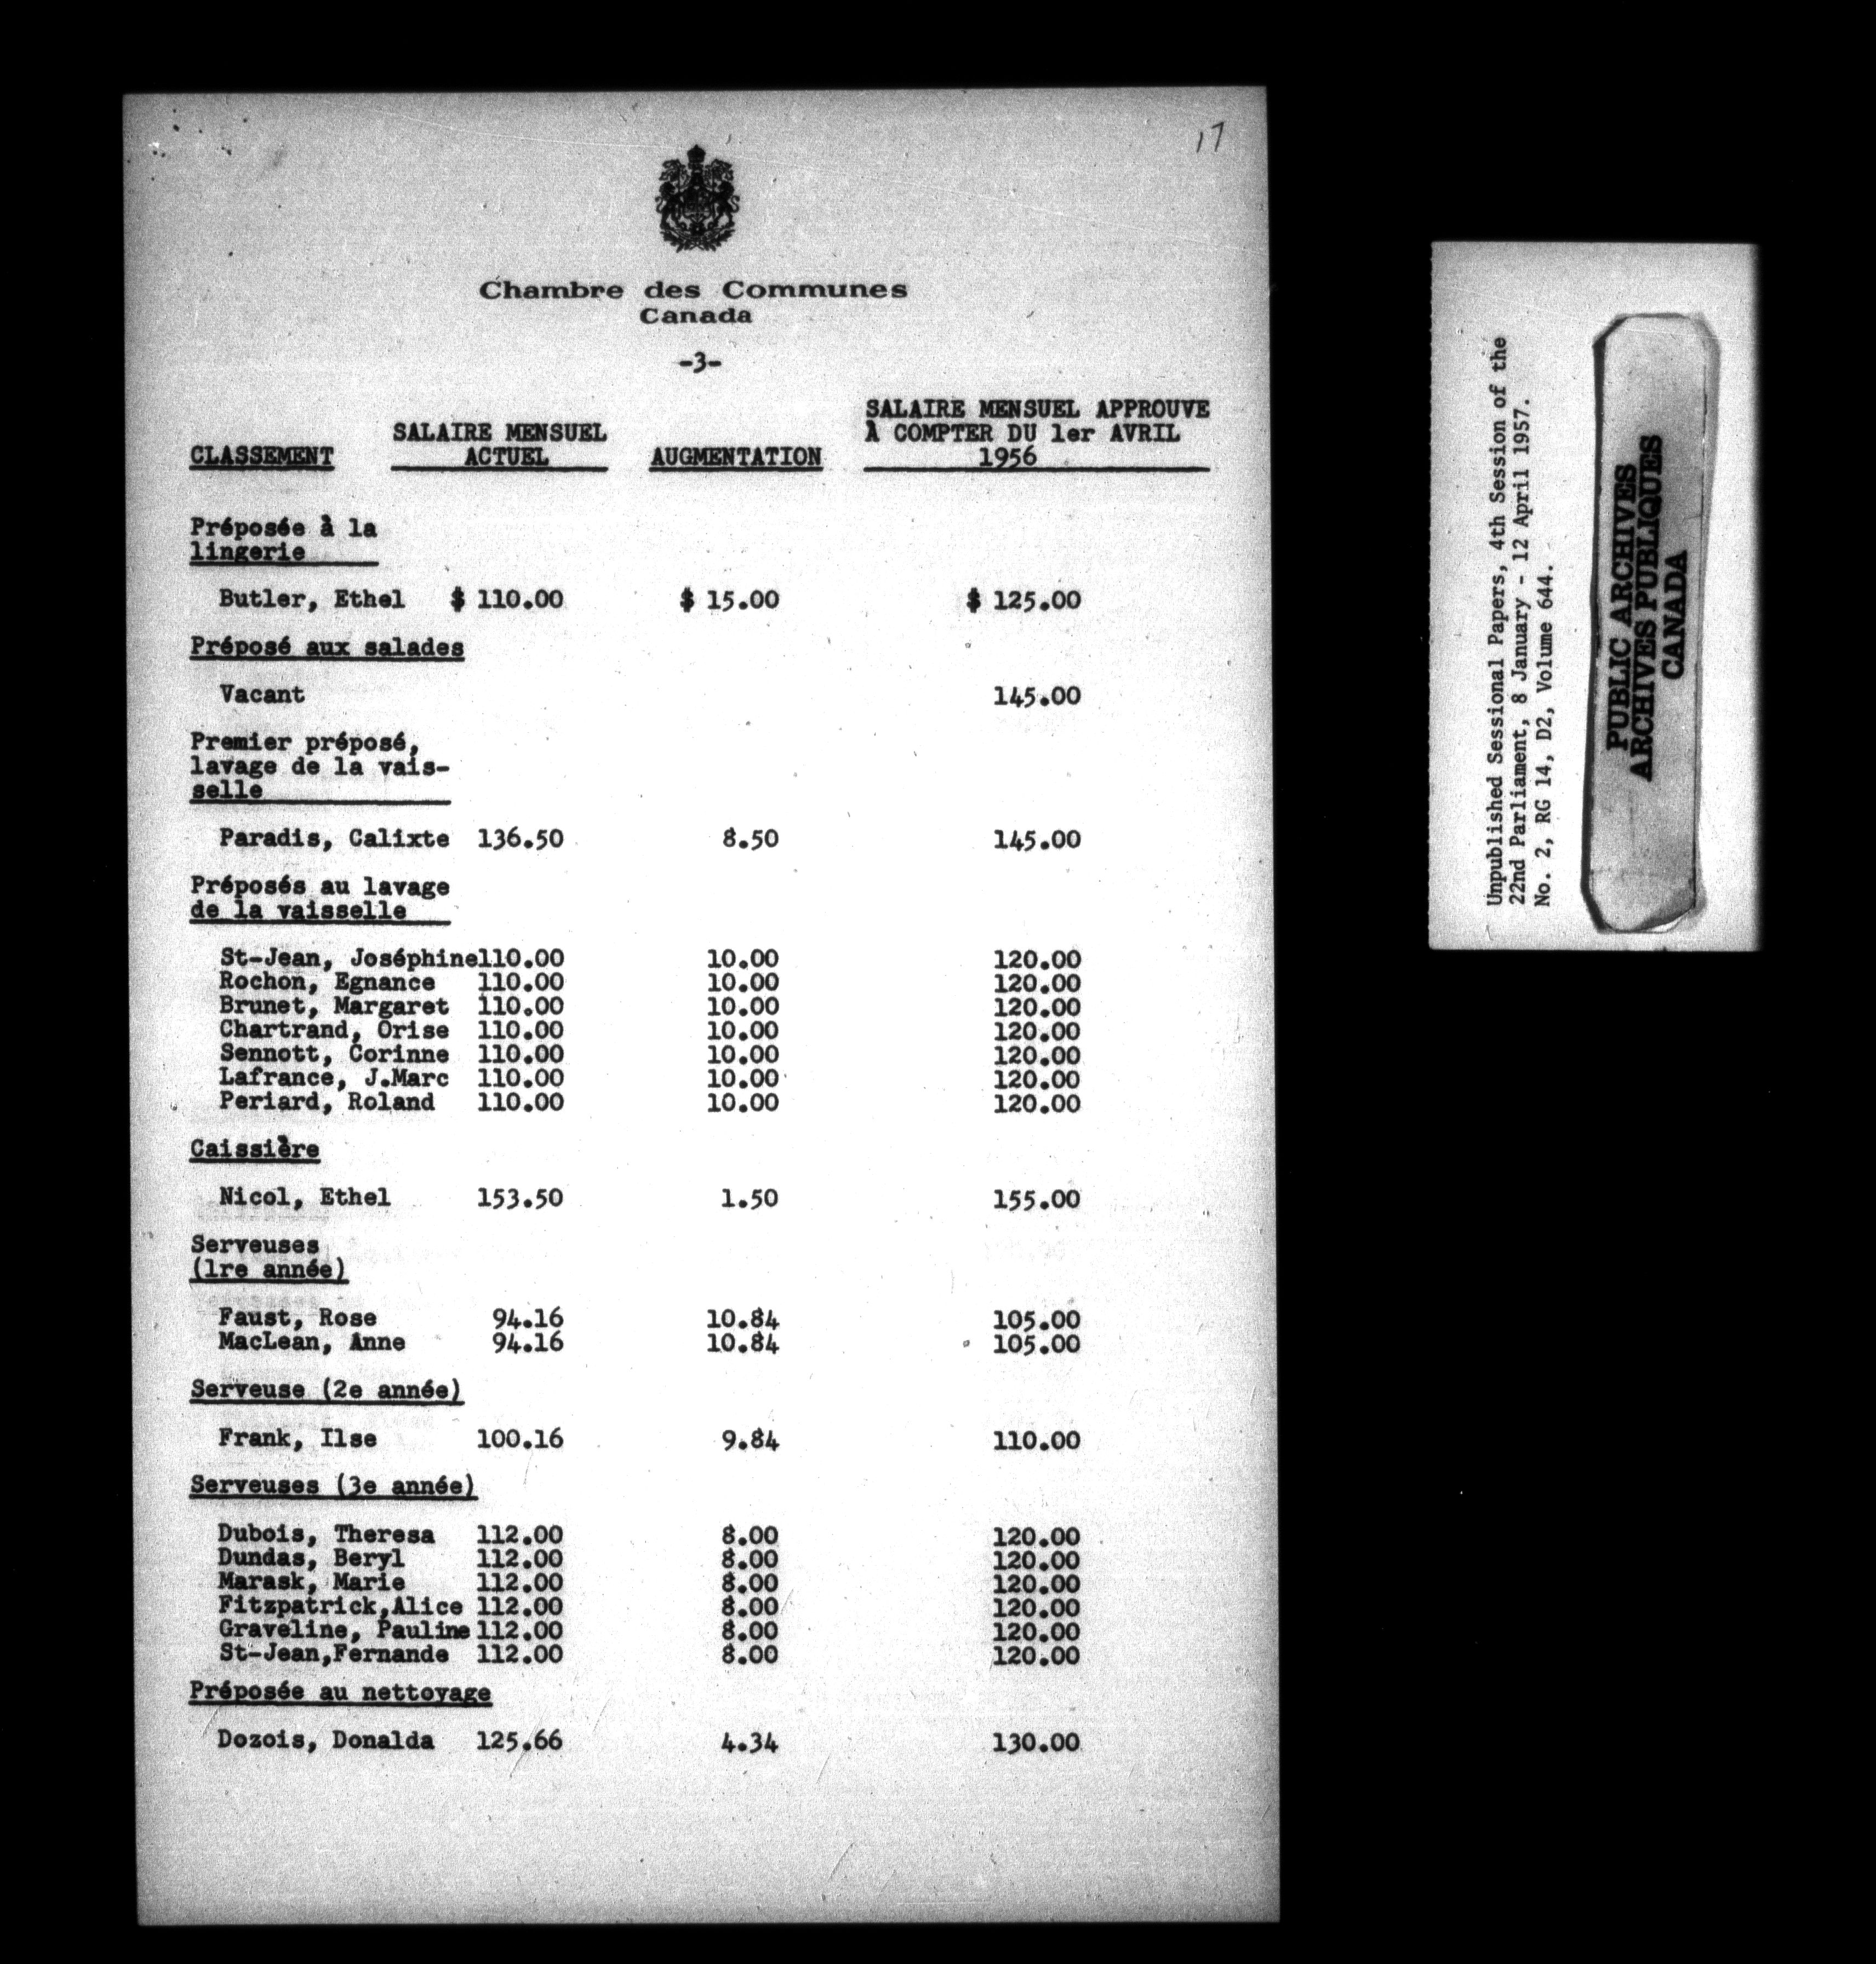 17
Chambre des Communes
Canada
-3-
CLASSEMENT SALAIRE MENSUEL ACTUEL AUGMENTATION SALAIRE MENSUEL APPROUVE À COMPTER DU 1er AVRIL 1956
Préposée à la
lingerie
Butler, Ethel $ 110.00 $ 15.00 $ 125.00
Préposé aux salades
Vacant 145.00
Premier préposé,
lavage de la vais-
selle
Paradis, Calixte 136.50 8.50 145.00
Préposés au lavage
de la vaisselle
St-Jean, Joséphine 110.00 10.00 120.00
Rochon, Egnance 110.00 10.00 120.00
Brunet, Margaret 110.00 10.00 120.00
Chartrand, Orise 110.00 10.00 120.00
Sennott, Corinne 110.00 10.00 120.00
Lafrance, J.Marc 110.00 10.00 120.00
Periard, Roland 110.00 10.00 120.00
Caissière
Nicol, Ethel 153.50 1.50 155.00
Serveuses
(1re année)
Faust, Rose 94.16 10.84 105.00
MacLean, Anne 94.16 10.84 105.00
Serveuse (2e année)
Frank, Ilse 100.16 9.84 110.00
Serveuses (3e année)
Dubois, Theresa 112.00 8.00 120.00
Dundas, Beryl 112.00 8.00 120.00
Marask, Marie 112.00 8.00 120.00
Fitzpatrick,Alice 112.00 8.00 120.00
Graveline, Pauline 112.00 8.00 120.00
St-Jean,Fernande 112.00 8.00 120.00
Préposée au nettoyage
Dozois, Donalda 125.66 4.34 130.00
Unpublished Sessional Papers, 4th Session of the
22nd Parliament, 8 January - 12 April 1957.
No. 2, RG 14, D2, Volume 644.
PUBLIC ARCHIVES
ARCHIVES PUBLIQUES
CANADA